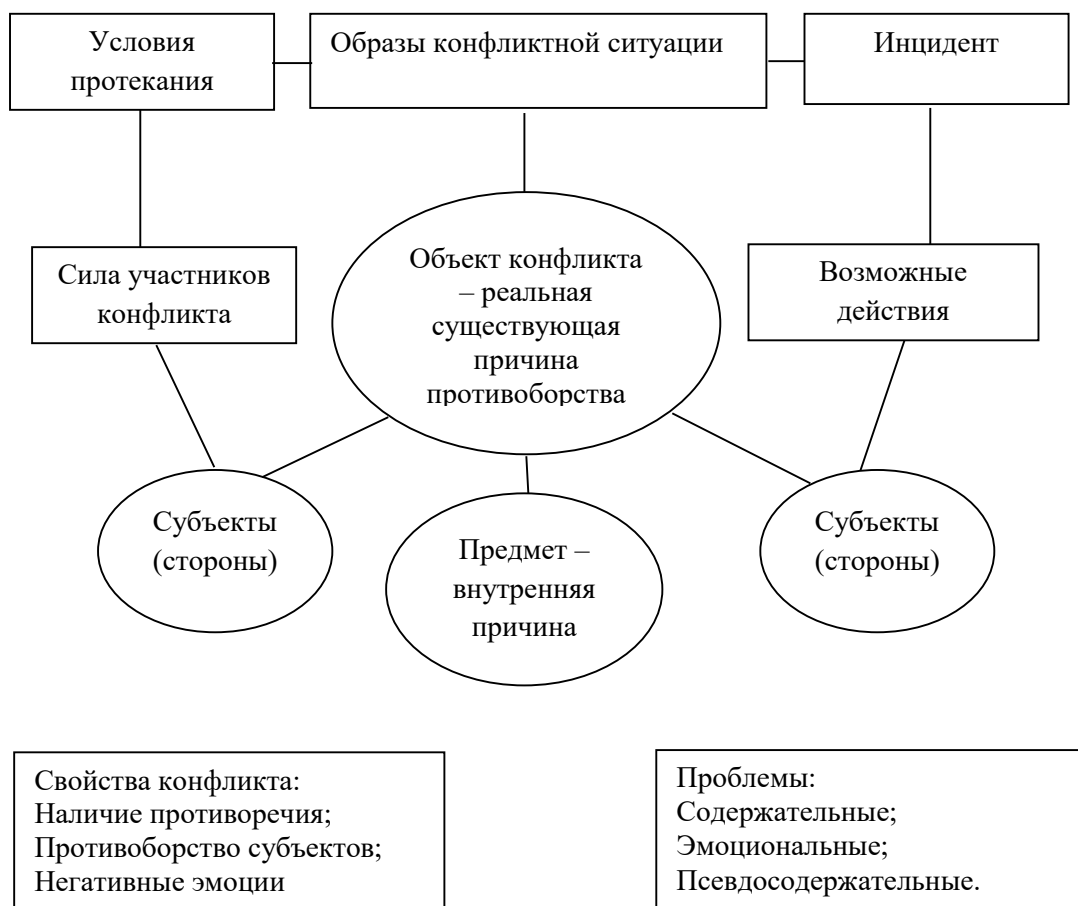 Условия
протекания
Образы конфликтной ситуации
Инцидент
Сила участников
конфликта
Объект конфликта
– реальная
существующая
причина
противоборства
Возможные
действия
Субъекты
(стороны)
Предмет –
внутренняя
причина
Субъекты
(стороны)
Свойства конфликта:
Наличие противоречия;
Противоборство субъектов;
Негативные эмоции
Проблемы:
Содержательные;
Эмоциональные;
Псевдосодержательные.